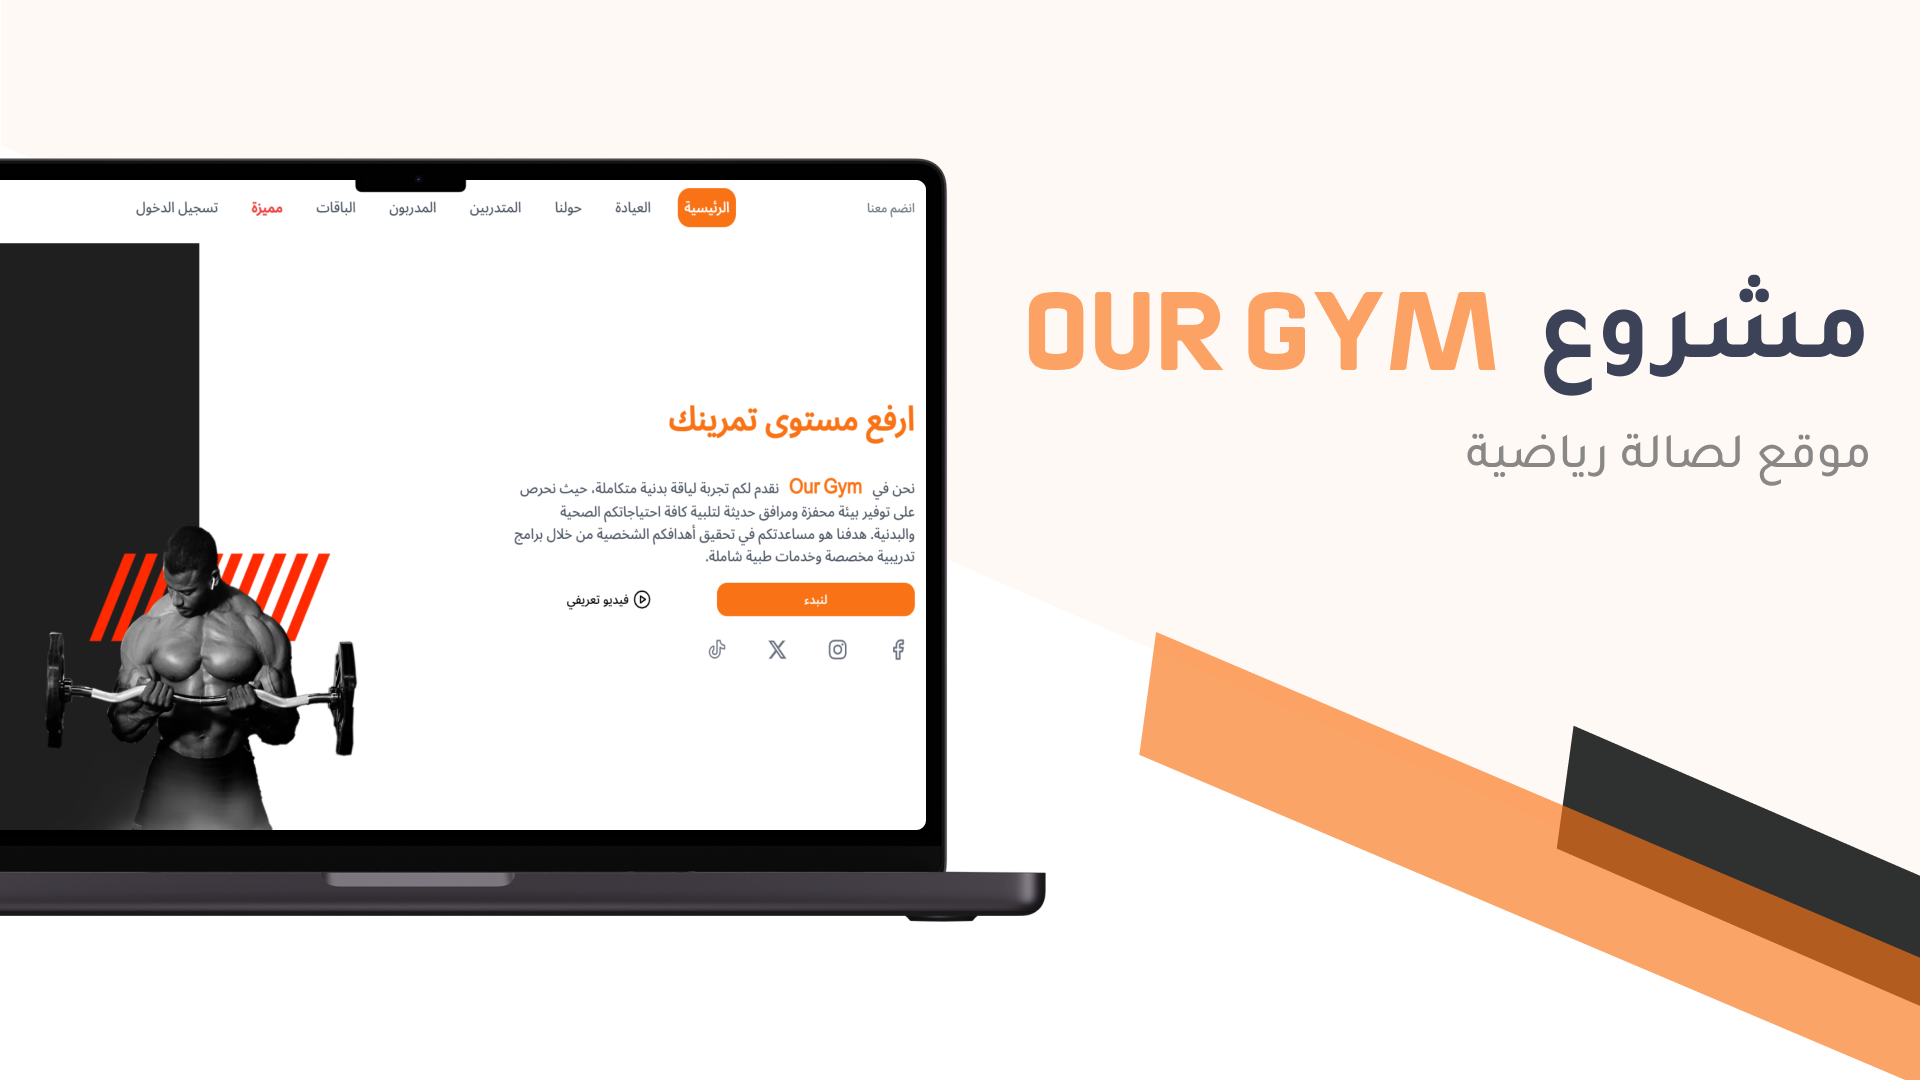 مشروع OUR GYM
موقع لصالة رياضية
انضم معنا
الرئيسية العيادة حولنا المتدربين المدربون الباقات مميزة تسجيل الدخول
ارفع مستوى تمرينك
نحن في Our Gym نقدم لكم تجربة لياقة بدنية متكاملة، حيث نحرص
على توفير بيئة محفزة ومرافق حديثة لتلبية كافة احتياجاتكم الصحية
والبدنية. هدفنا هو مساعدتكم في تحقيق أهدافكم الشخصية من خلال برامج
تدريبية مخصصة وخدمات طبية شاملة.
لنبدء
فيديو تعريفي